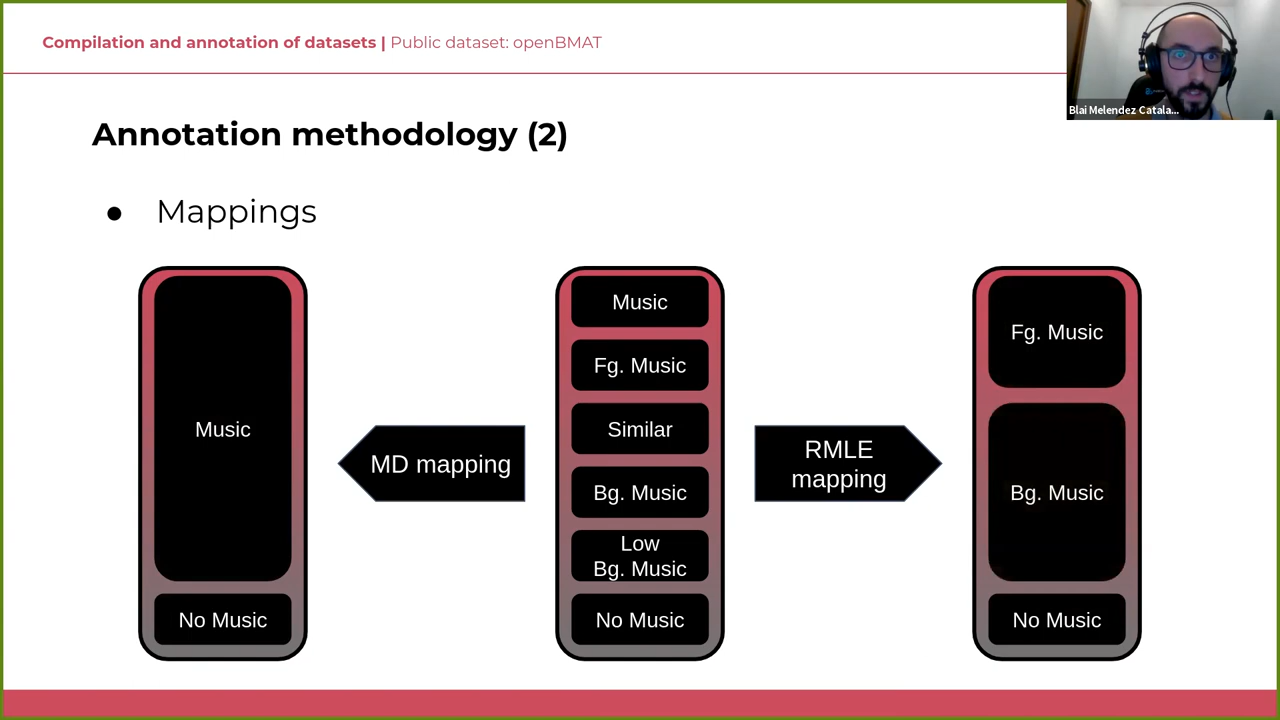 Compilation and annotation of datasets | Public dataset: openBMAT
Blai Melendez Catala...
Annotation methodology (2)
● Mappings
Music
No Music
MD mapping
Music
Fg. Music
Similar
Bg. Music
Low
Bg. Music
No Music
RMLE
mapping
Fg. Music
Bg. Music
No Music